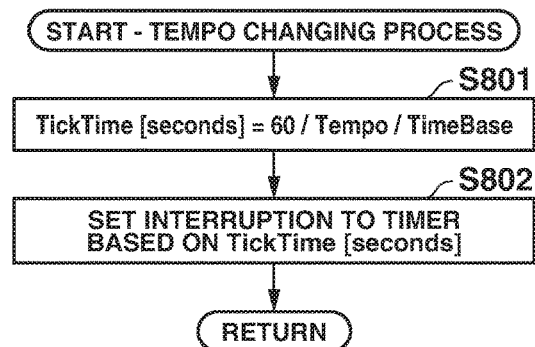 START - TEMPO CHANGING PROCESS
S801
TickTime [seconds] = 60 / Tempo / TimeBase
S802
SET INTERRUPTION TO TIMER
BASED ON TickTime [seconds]
RETURN